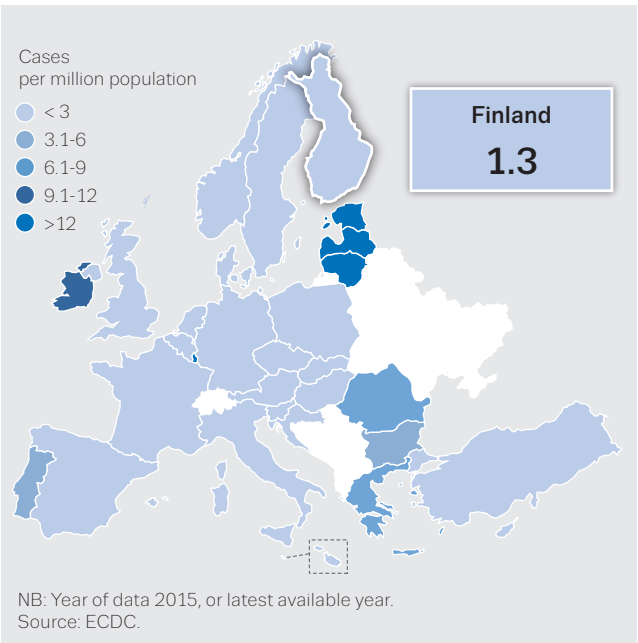 Cases
per million population
< 3
3.1-6
6.1-9
9.1-12
>12
Finland
1.3
NB: Year of data 2015, or latest available year.
Source: ECDC.